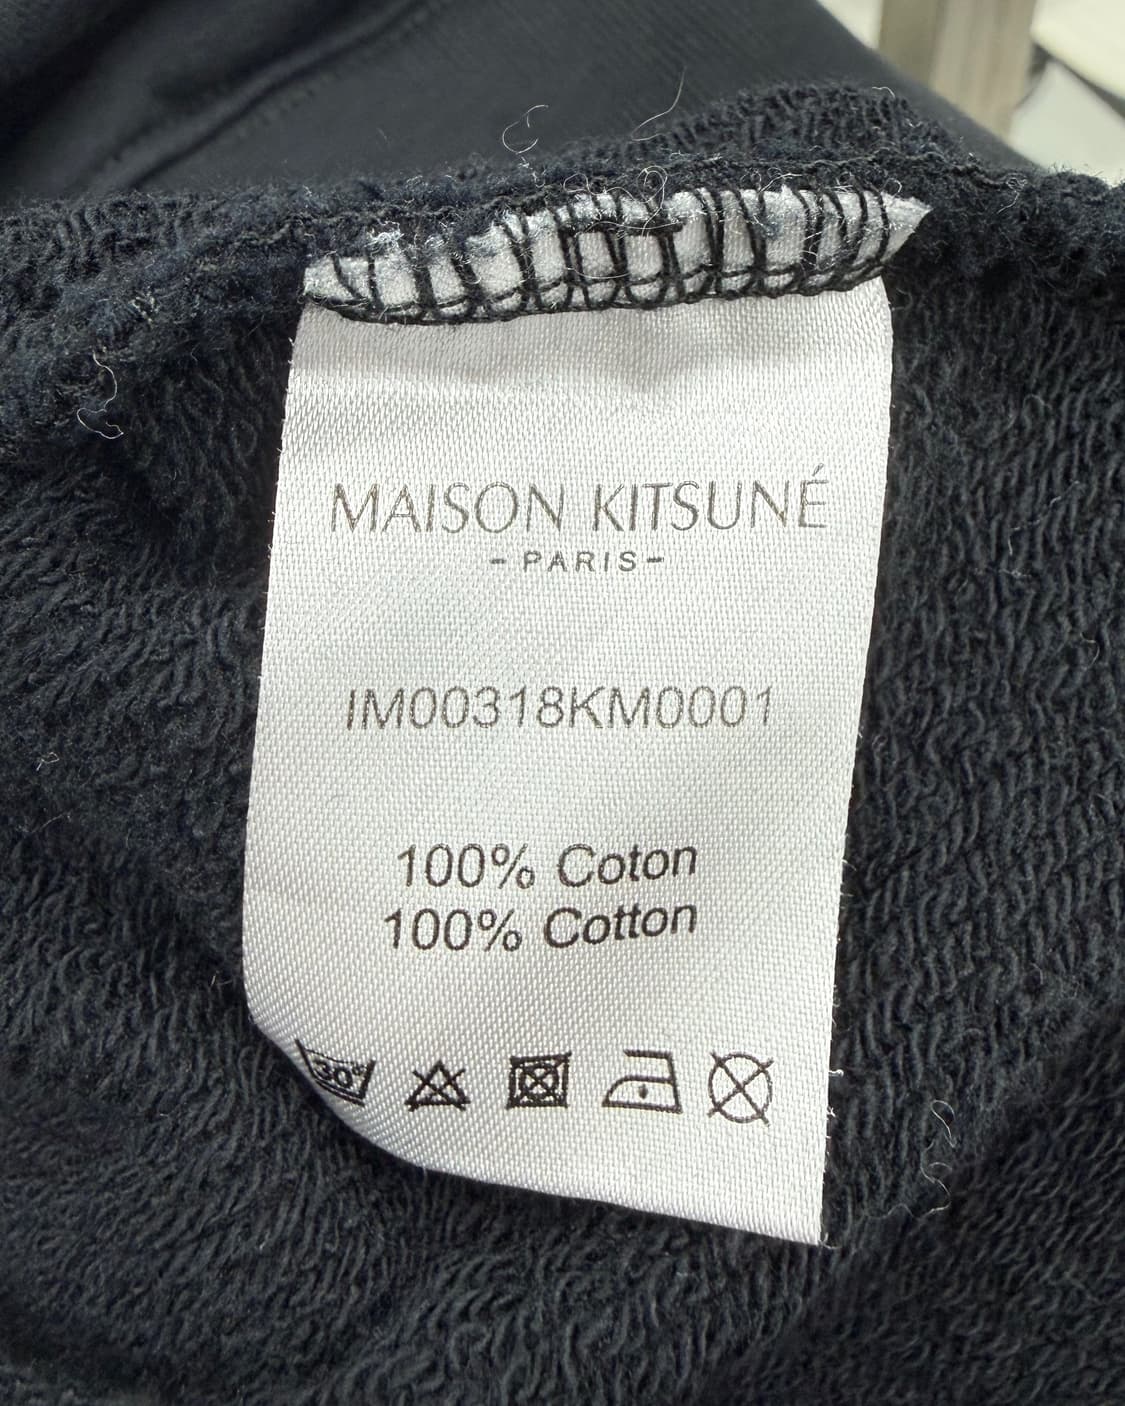 MAISON KITSUNÉ
-PARIS-
IM00318KM0001
100% Coton
100% Cotton
30°